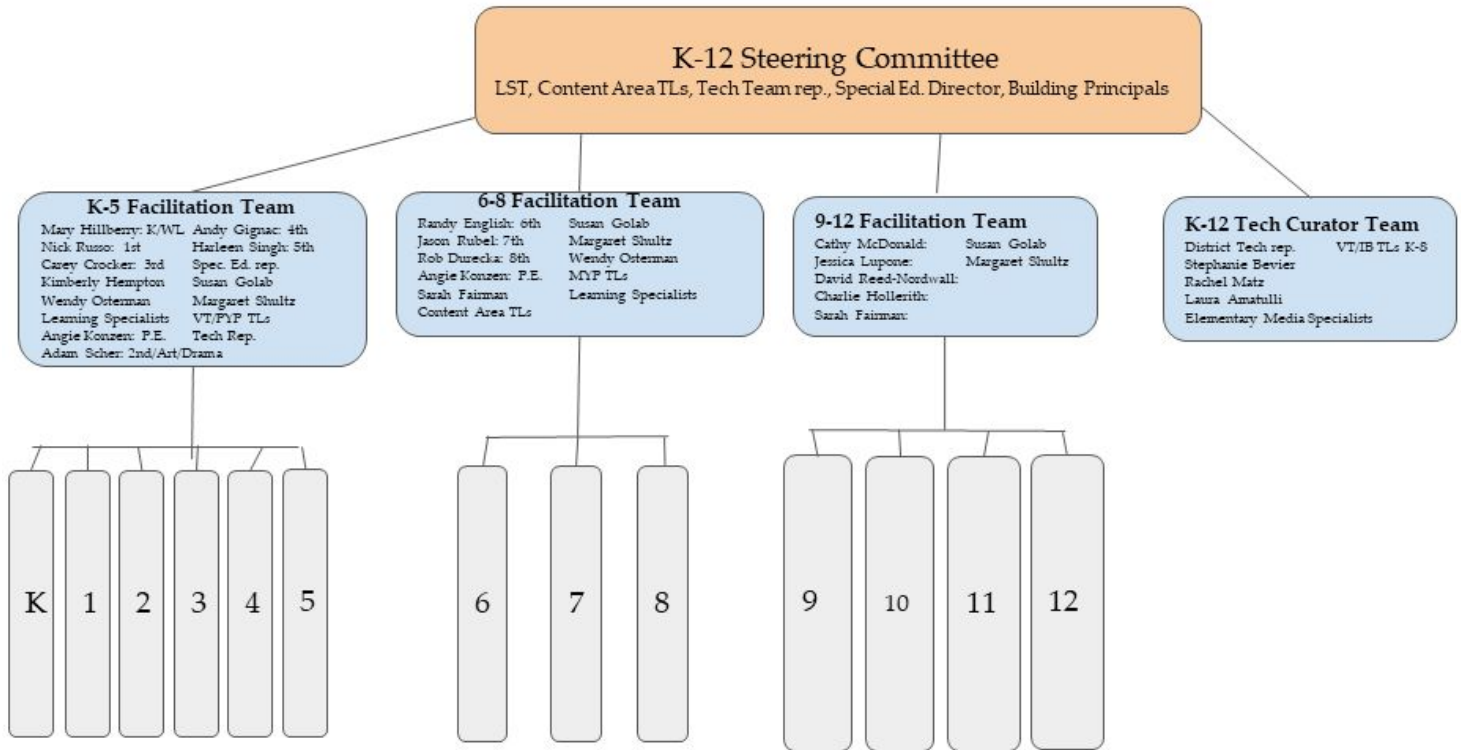 K-12 Steering Committee
LST, Content Area TLs, Tech Team rep., Special Ed. Director, Building Principals
K-5 Facilitation Team
Mary Hillberry: K/WL Andy Gignac: 4th
Nick Russo: 1st Harleen Singh: 5th
Carey Crocker: 3rd Spec. Ed. rep.
Kimberly Hempton Susan Golab
Wendy Osterman Margaret Shultz
Learning Specialists VT/PYP TLs
Angie Konzen: P.E. Tech Rep.
Adam Scher: 2nd/Art/Drama
6-8 Facilitation Team
Randy English: 6th Susan Golab
Jason Rubel: 7th Margaret Shultz
Rob Durecka: 8th Wendy Osterman
Angie Konzen: P.E. MYP TLs
Sarah Fairman Learning Specialists
Content Area TLs
9-12 Facilitation Team
Cathy McDonald: Susan Golab
Jessica Lupone: Margaret Shultz
David Reed-Nordwall:
Charlie Hollerith:
Sarah Fairman:
K-12 Tech Curator Team
District Tech rep. VT/IB TLs K-8
Stephanie Bevier
Rachel Matz
Laura Amatulli
Elementary Media Specialists
K 1 2 3 4 5
6 7 8
9 10 11 12